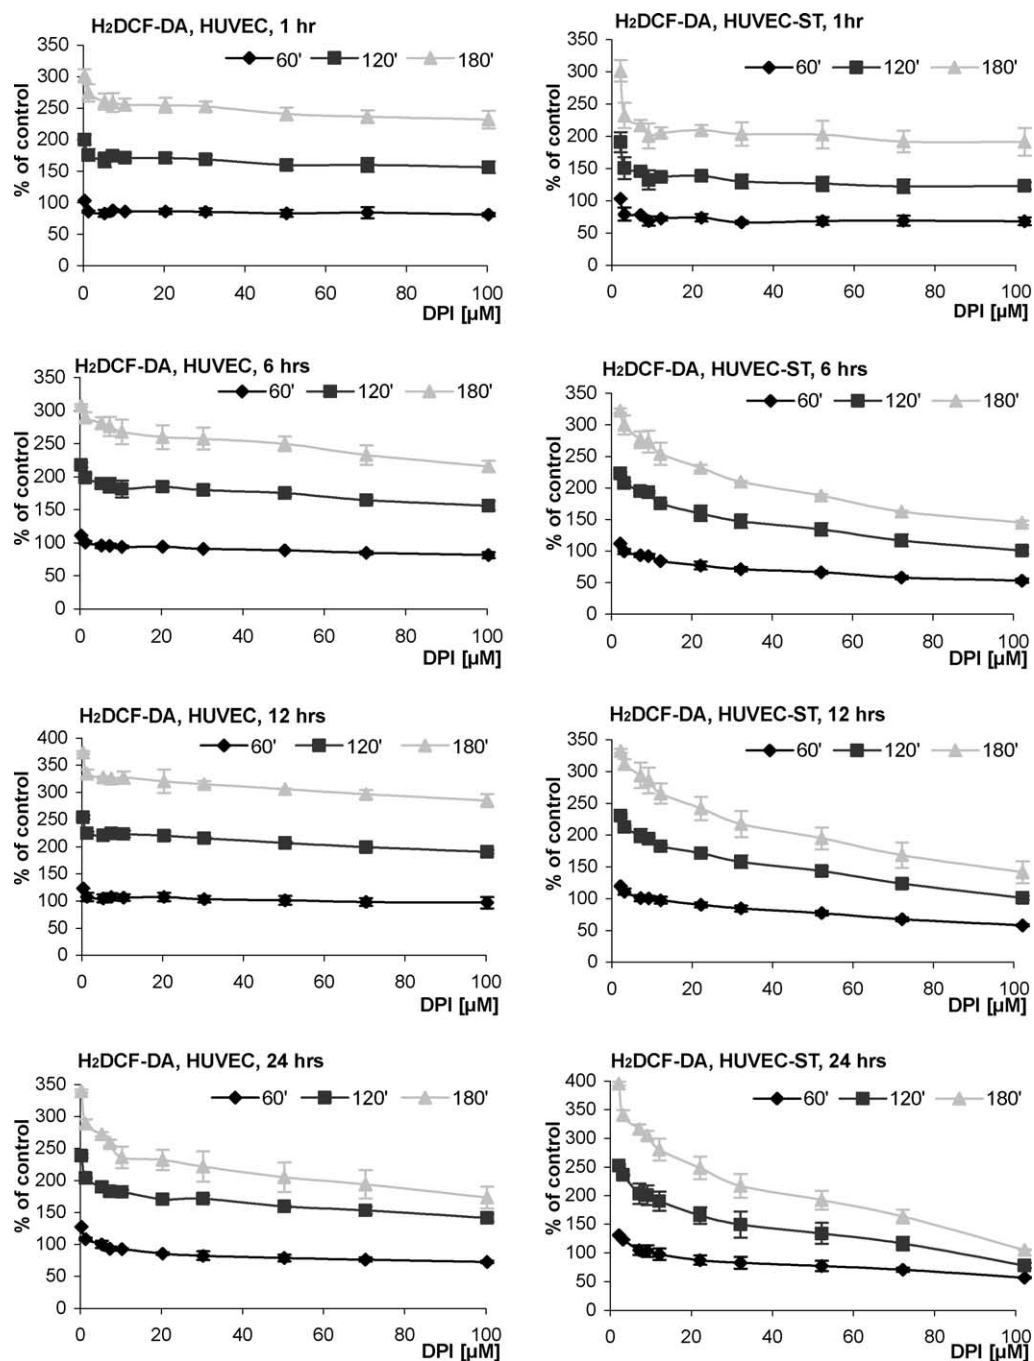 H2DCF-DA, HUVEC, 1 hr
60' 120' 180'
% of control
350
300
250
200
150
100
50
0
0 20 40 60 80 100
DPI [µM]
H2DCF-DA, HUVEC-ST, 1hr
60' 120' 180'
% of control
350
300
250
200
150
100
50
0
0 20 40 60 80 100
DPI [µM]
H2DCF-DA, HUVEC, 6 hrs
60' 120' 180'
% of control
350
300
250
200
150
100
50
0
0 20 40 60 80 100
DPI [µM]
H2DCF-DA, HUVEC-ST, 6 hrs
60' 120' 180'
% of control
350
300
250
200
150
100
50
0
0 20 40 60 80 100
DPI [µM]
H2DCF-DA, HUVEC, 12 hrs
60' 120' 180'
% of control
400
350
300
250
200
150
100
50
0
0 20 40 60 80 100
DPI [µM]
H2DCF-DA, HUVEC-ST, 12 hrs
60' 120' 180'
% of control
350
300
250
200
150
100
50
0
0 20 40 60 80 100
DPI [µM]
H2DCF-DA, HUVEC, 24 hrs
60' 120' 180'
% of control
350
300
250
200
150
100
50
0
0 20 40 60 80 100
DPI [µM]
H2DCF-DA, HUVEC-ST, 24 hrs
60' 120' 180'
% of control
400
350
300
250
200
150
100
50
0
0 20 40 60 80 100
DPI [µM]